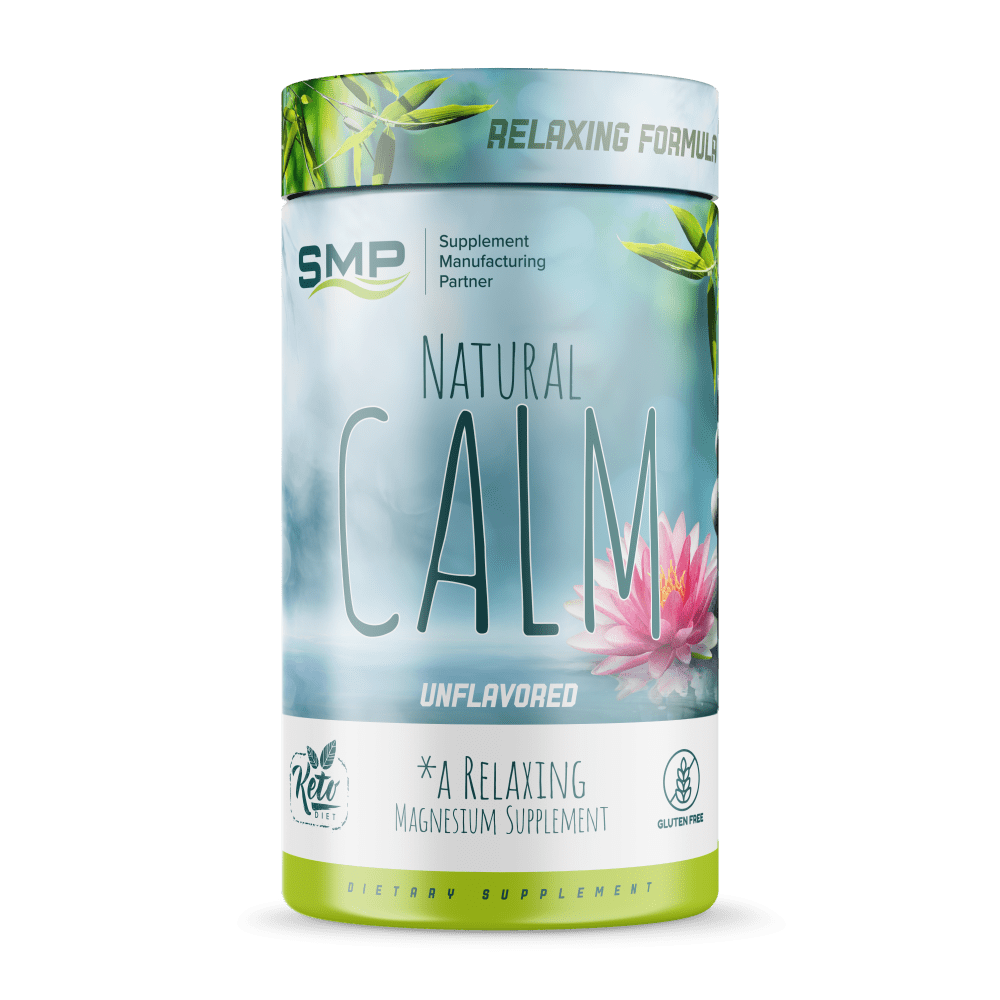 RELAXING FORMULA
SMP
Supplement
Manufacturing
Partner
NATURAL
CALM
UNFLAVORED
*A RELAXING
MAGNESIUM SUPPLEMENT
Keto
DIET
GLUTEN FREE
DIETARY SUPPLEMENT